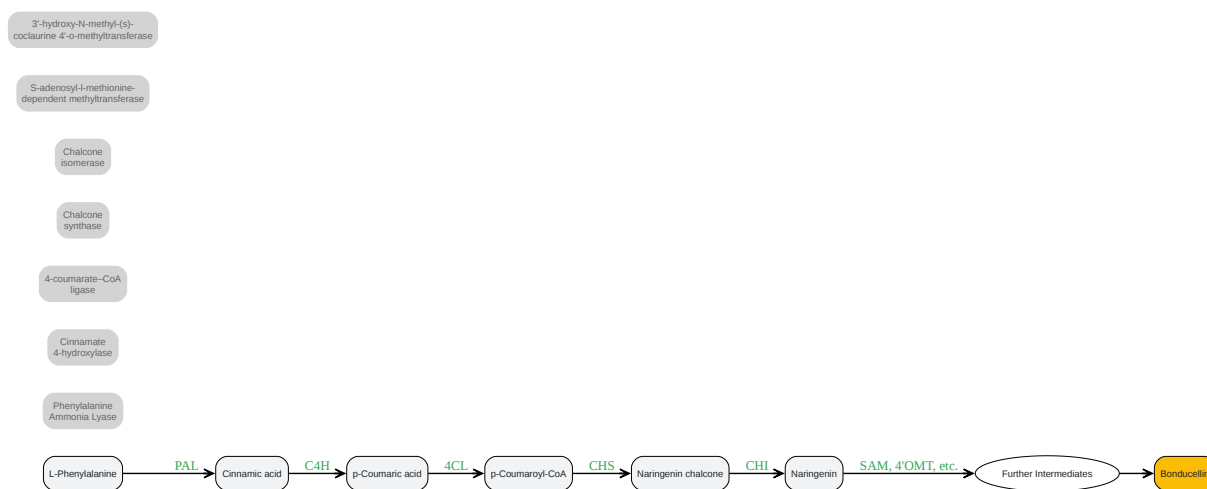 3'-hydroxy-N-methyl-(s)-
coclaurine 4'-o-methyltransferase
S-adenosyl-l-methionine-
dependent methyltransferase
Chalcone
isomerase
Chalcone
synthase
4-coumarate–CoA
ligase
Cinnamate
4-hydroxylase
Phenylalanine
Ammonia Lyase
L-Phenylalanine
PAL
Cinnamic acid
C4H
p-Coumaric acid
4CL
p-Coumaroyl-CoA
CHS
Naringenin chalcone
CHI
Naringenin
SAM, 4'OMT, etc.
Further Intermediates
Bonducellin